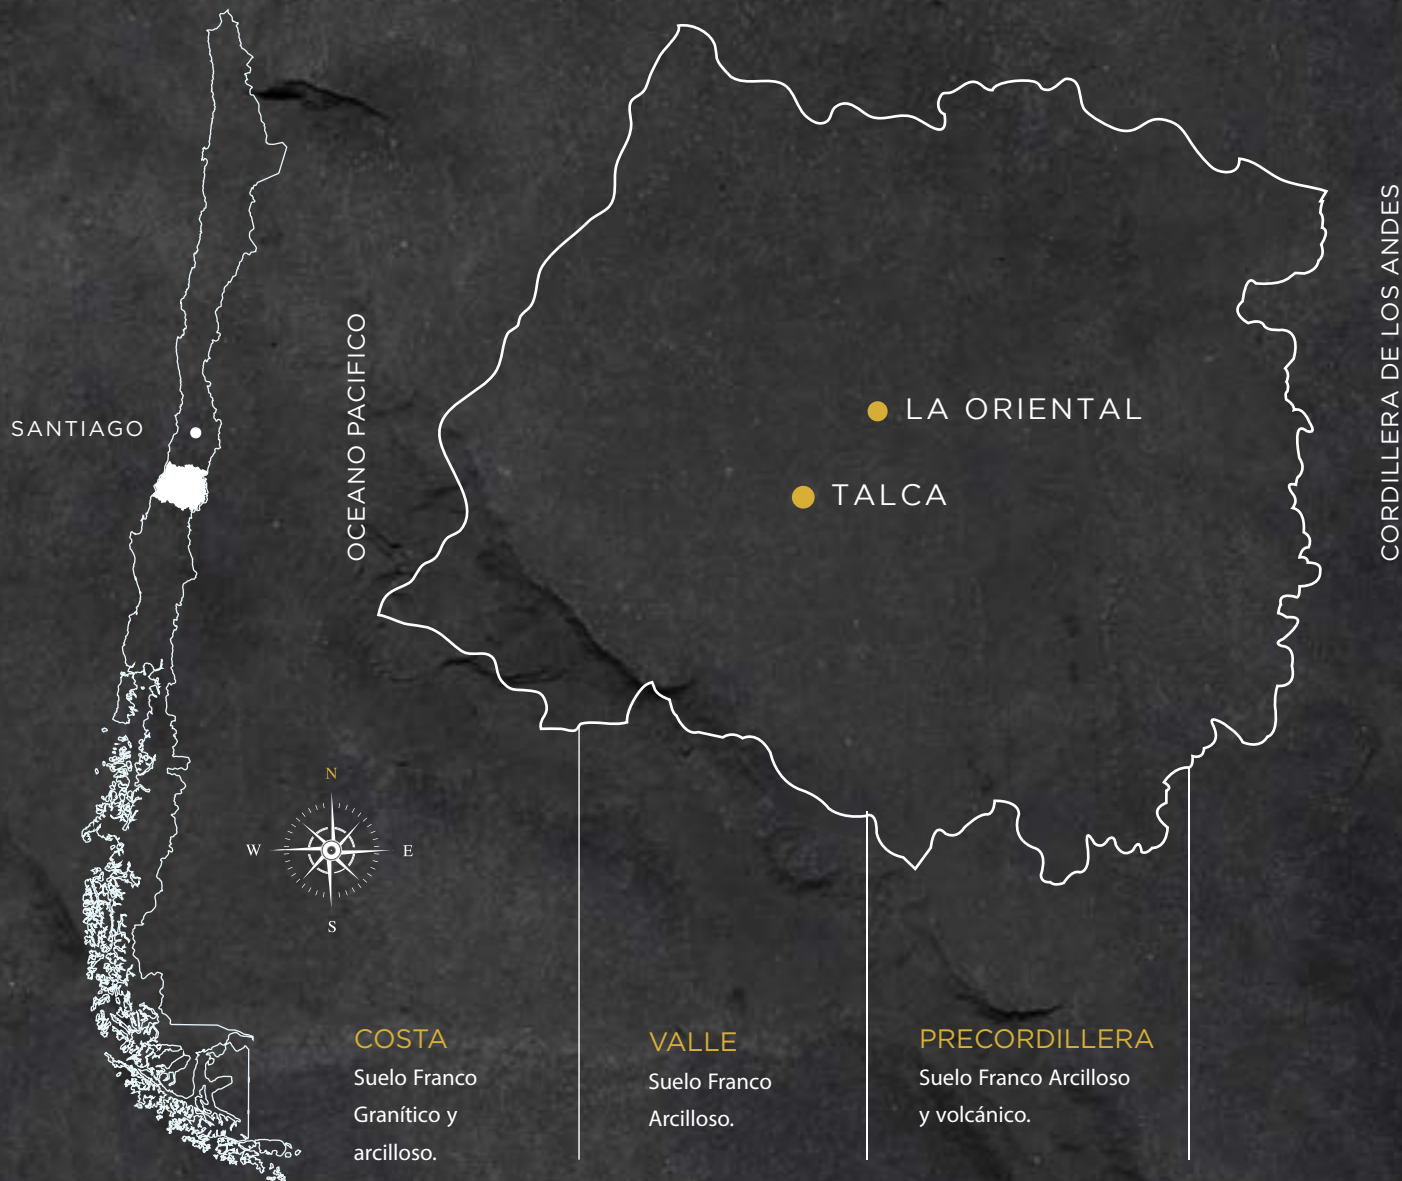 SANTIAGO
OCEANO PACIFICO
LA ORIENTAL
TALCA
CORDILLERA DE LOS ANDES
N
W
E
S
COSTA
Suelo Franco
Granítico y
arcilloso.
VALLE
Suelo Franco
Arcilloso.
PRECORDILLERA
Suelo Franco Arcilloso
y volcánico.